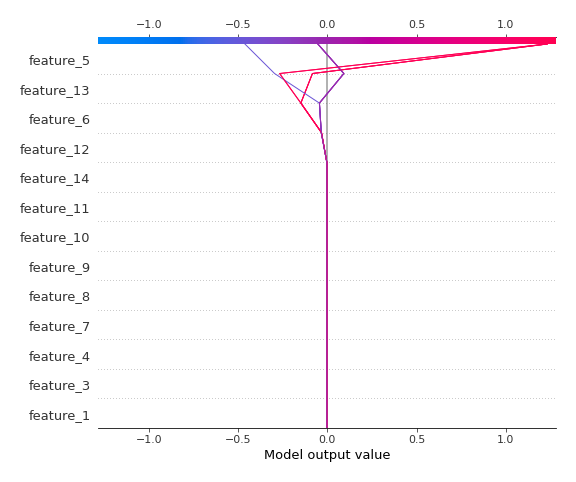 −1.0 −0.5 0.0 0.5 1.0
feature_5
feature_13
feature_6
feature_12
feature_14
feature_11
feature_10
feature_9
feature_8
feature_7
feature_4
feature_3
feature_1
−1.0 −0.5 0.0 0.5 1.0
Model output value